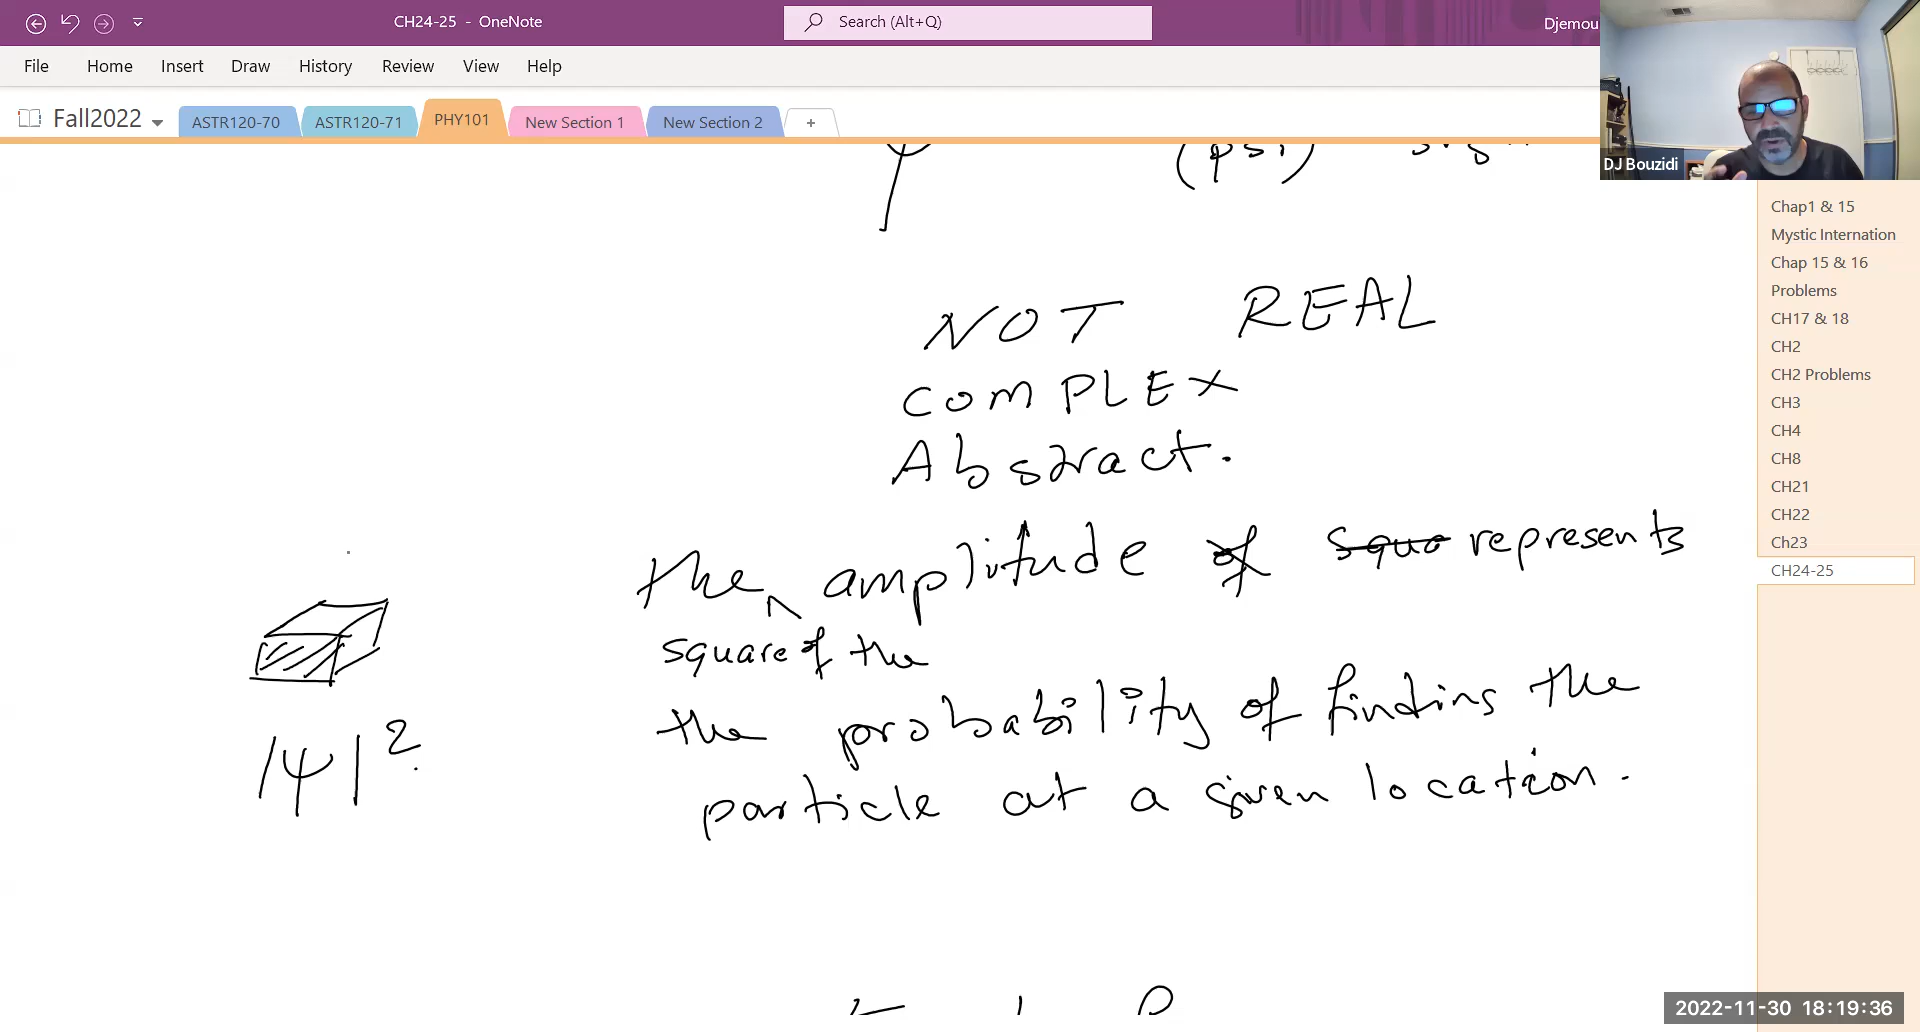 CH24-25 - OneNote
Search (Alt+Q)
Djemou
File Home Insert Draw History Review View Help
Fall2022 ASTR120-70 ASTR120-71 PHY101 New Section 1 New Section 2 +
DJ Bouzidi
ψ (psi)
NOT REAL
COMPLEX
Abstract.
the amplitude of squa represents
square of the
the probability of finding the
particle at a given location.
|ψ|²
Chap1 & 15
Mystic Internation
Chap 15 & 16
Problems
CH17 & 18
CH2
CH2 Problems
CH3
CH4
CH8
CH21
CH22
Ch23
CH24-25
2022-11-30 18:19:36